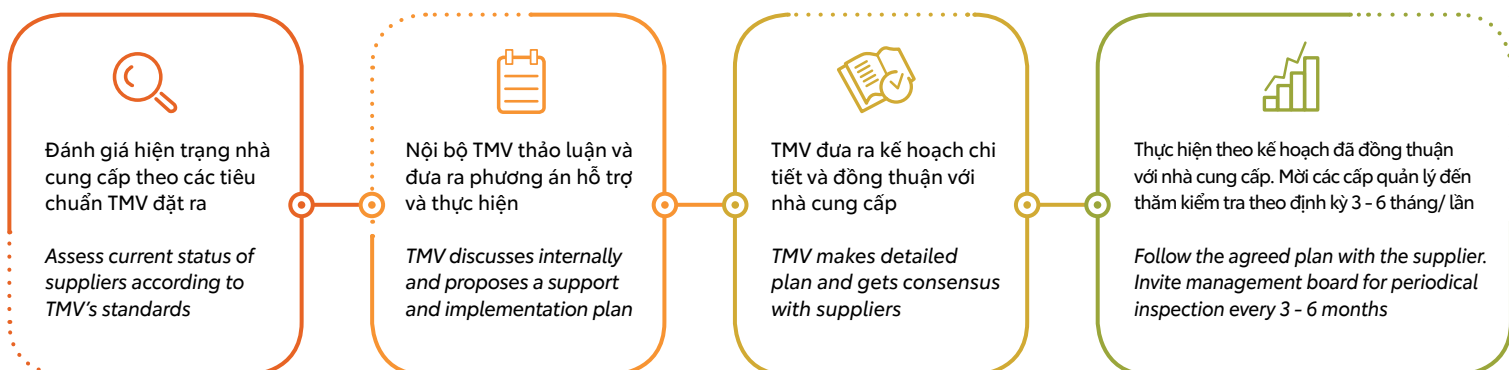 Đánh giá hiện trạng nhà
cung cấp theo các tiêu
chuẩn TMV đặt ra
Assess current status of
suppliers according to
TMV's standards
Nội bộ TMV thảo luận và
đưa ra phương án hỗ trợ
và thực hiện
TMV discusses internally
and proposes a support
and implementation plan
TMV đưa ra kế hoạch chi
tiết và đồng thuận với
nhà cung cấp
TMV makes detailed
plan and gets consensus
with suppliers
Thực hiện theo kế hoạch đã đồng thuận
với nhà cung cấp. Mời các cấp quản lý đến
thăm kiểm tra theo định kỳ 3 - 6 tháng/ lần
Follow the agreed plan with the supplier.
Invite management board for periodical
inspection every 3 - 6 months